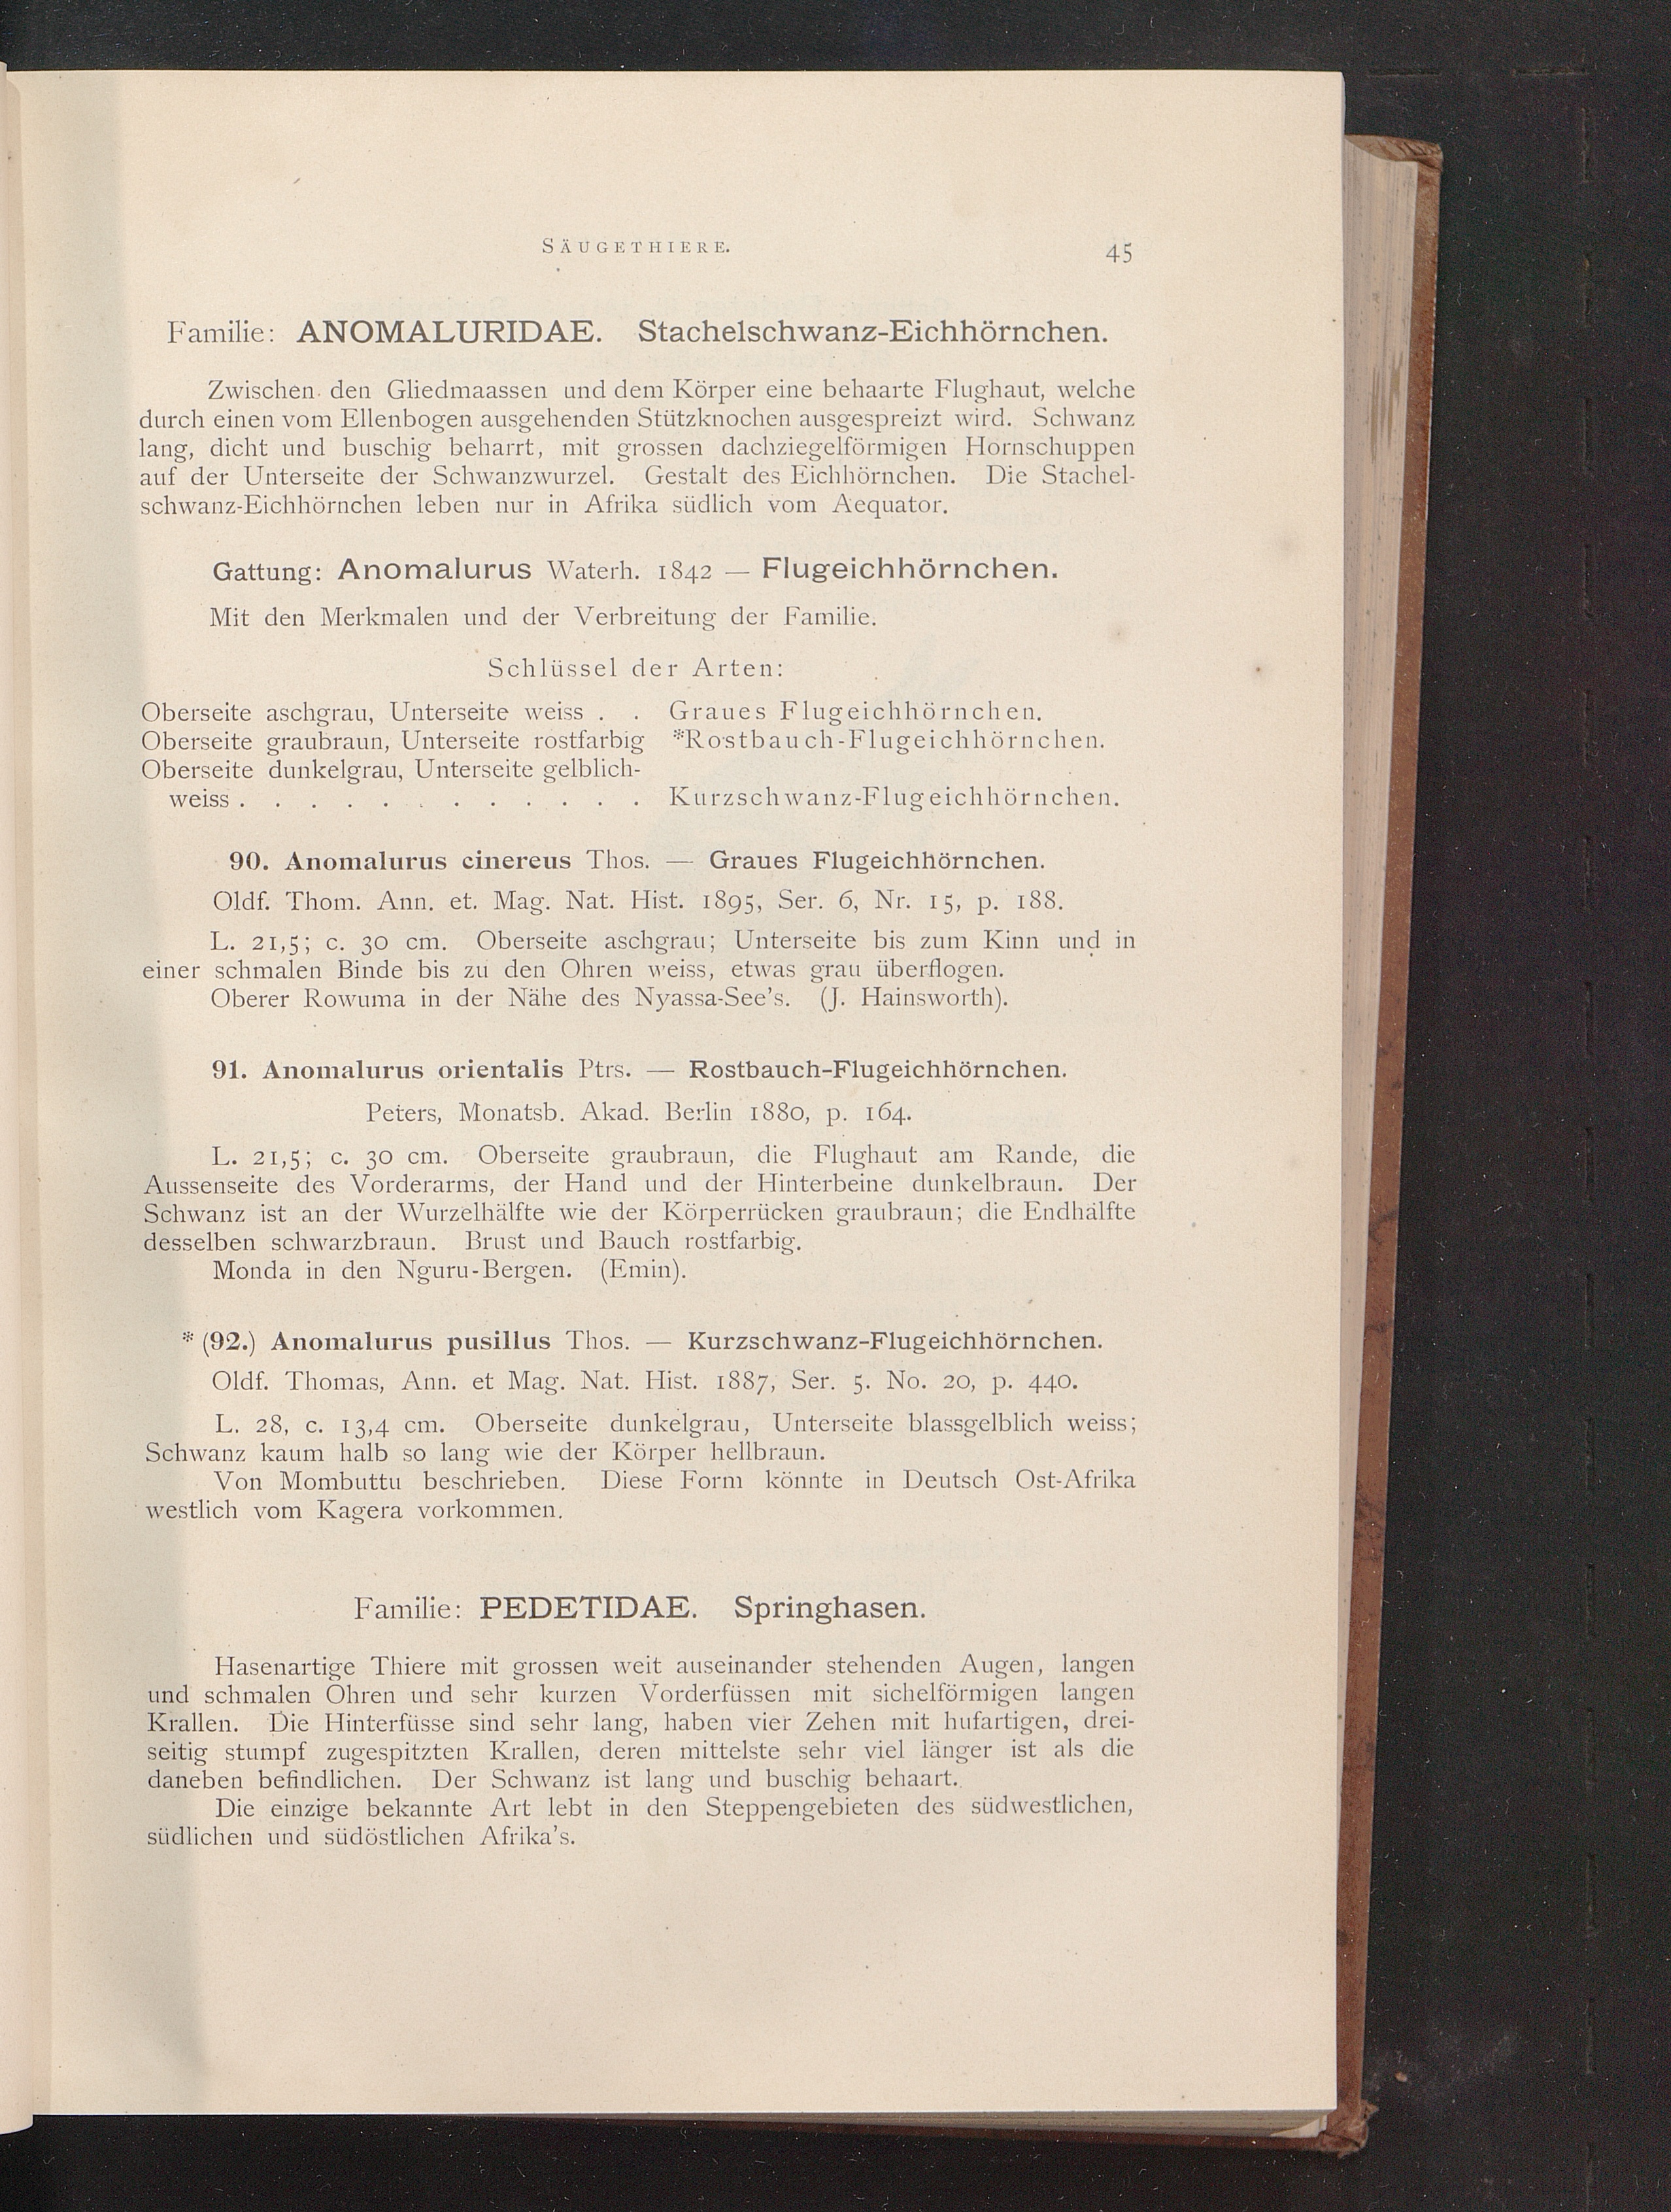 SÄUGETHIERE.
45
Familie: ANOMALURIDAE. Stachelschwanz-Eichhörnchen.
Zwischen den Gliedmaassen und dem Körper eine behaarte Flughaut, welche
durch einen vom Ellenbogen ausgehenden Stützknochen ausgespreizt wird. Schwanz
lang, dicht und buschig beharrt, mit grossen dachziegelförmigen Hornschuppen
auf der Unterseite der Schwanzwurzel. Gestalt des Eichhörnchen. Die Stachel-
schwanz-Eichhörnchen leben nur in Afrika südlich vom Aequator.
Gattung: Anomalurus Waterh. 1842 — Flugeichhörnchen.
Mit den Merkmalen und der Verbreitung der Familie.
Schlüssel der Arten:
Oberseite aschgrau, Unterseite weiss . . Graues Flugeichhörnchen.
Oberseite graubraun, Unterseite rostfarbig *Rostbauch-Flugeichhörnchen.
Oberseite dunkelgrau, Unterseite gelblich-
weiss . . . . . . . . . . . . Kurzschwanz-Flugeichhörnchen.
90. Anomalurus cinereus Thos. — Graues Flugeichhörnchen.
Oldf. Thom. Ann. et. Mag. Nat. Hist. 1895, Ser. 6, Nr. 15, p. 188.
L. 21,5; c. 30 cm. Oberseite aschgrau; Unterseite bis zum Kinn und in
einer schmalen Binde bis zu den Ohren weiss, etwas grau überflogen.
Oberer Rowuma in der Nähe des Nyassa-See's. (J. Hainsworth).
91. Anomalurus orientalis Ptrs. — Rostbauch-Flugeichhörnchen.
Peters, Monatsb. Akad. Berlin 1880, p. 164.
L. 21,5; c. 30 cm. Oberseite graubraun, die Flughaut am Rande, die
Aussenseite des Vorderarms, der Hand und der Hinterbeine dunkelbraun. Der
Schwanz ist an der Wurzelhälfte wie der Körperrücken graubraun; die Endhälfte
desselben schwarzbraun. Brust und Bauch rostfarbig.
Monda in den Nguru-Bergen. (Emin).
* (92.) Anomalurus pusillus Thos. — Kurzschwanz-Flugeichhörnchen.
Oldf. Thomas, Ann. et Mag. Nat. Hist. 1887, Ser. 5. No. 20, p. 440.
L. 28, c. 13,4 cm. Oberseite dunkelgrau, Unterseite blassgelblich weiss;
Schwanz kaum halb so lang wie der Körper hellbraun.
Von Mombuttu beschrieben. Diese Form könnte in Deutsch Ost-Afrika
westlich vom Kagera vorkommen.
Familie: PEDETIDAE. Springhasen.
Hasenartige Thiere mit grossen weit auseinander stehenden Augen, langen
und schmalen Ohren und sehr kurzen Vorderfüssen mit sichelförmigen langen
Krallen. Die Hinterfüsse sind sehr lang, haben vier Zehen mit hufartigen, drei-
seitig stumpf zugespitzten Krallen, deren mittelste sehr viel länger ist als die
daneben befindlichen. Der Schwanz ist lang und buschig behaart.
Die einzige bekannte Art lebt in den Steppengebieten des südwestlichen,
südlichen und südöstlichen Afrika's.